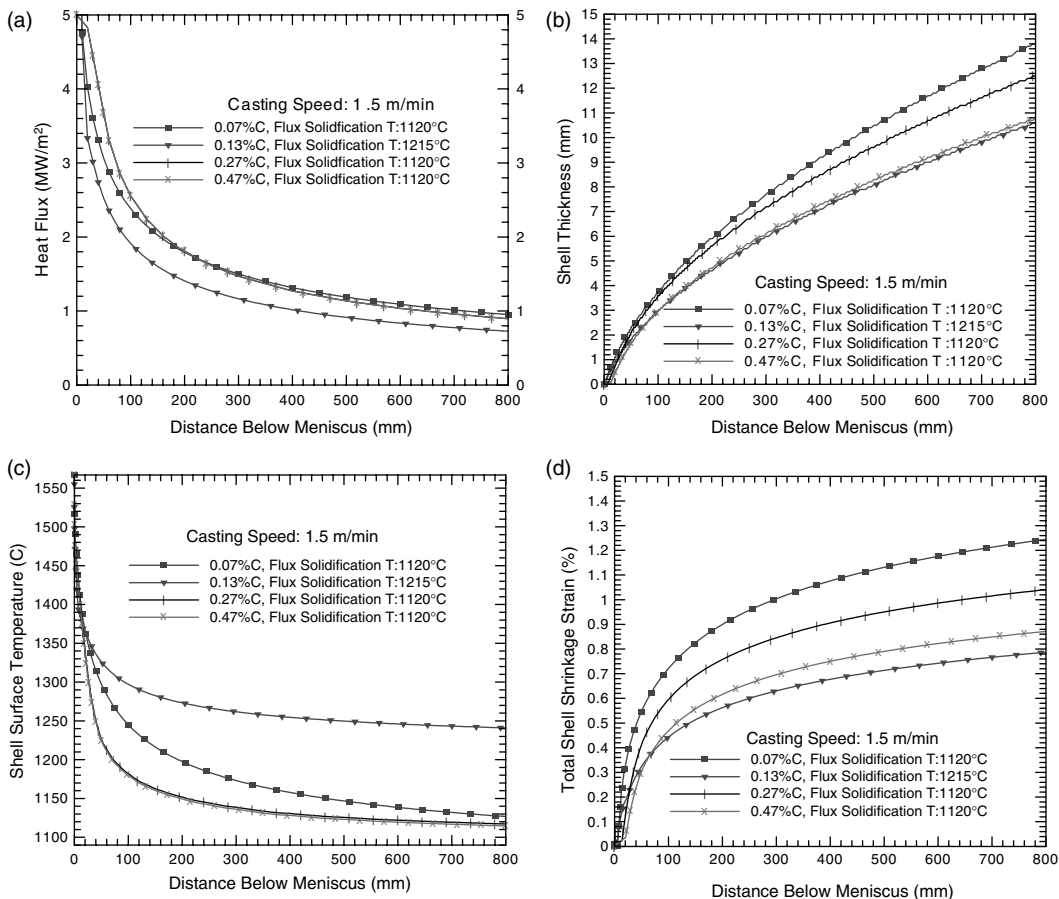 (a)
5
4
3
2
1
0
5
4
3
2
1
0
Heat Flux (MW/m²)
Casting Speed: 1.5 m/min
0.07%C, Flux Solidification T:1120°C
0.13%C, Flux Solidification T:1215°C
0.27%C, Flux Solidification T:1120°C
0.47%C, Flux Solidification T:1120°C
0 100 200 300 400 500 600 700 800
Distance Below Meniscus (mm)
(b)
15
14
13
12
11
10
9
8
7
6
5
4
3
2
1
0
Shell Thickness (mm)
Casting Speed: 1.5 m/min
0.07%C, Flux Solidification T :1120°C
0.13%C, Flux Solidification T :1215°C
0.27%C, Flux Solidification T :1120°C
0.47%C, Flux Solidification T :1120°C
0 100 200 300 400 500 600 700 800
Distance Below Meniscus (mm)
(c)
1550
1500
1450
1400
1350
1300
1250
1200
1150
1100
Shell Surface Temperature (C)
Casting Speed: 1.5 m/min
0.07%C, Flux Solidification T:1120°C
0.13%C, Flux Solidification T:1215°C
0.27%C, Flux Solidification T:1120°C
0.47%C, Flux Solidification T:1120°C
0 100 200 300 400 500 600 700 800
Distance Below Meniscus (mm)
(d)
1.5
1.4
1.3
1.2
1.1
1
0.9
0.8
0.7
0.6
0.5
0.4
0.3
0.2
0.1
0
Total Shell Shrinkage Strain (%)
Casting Speed: 1.5 m/min
0.07%C, Flux Solidification T:1120°C
0.13%C, Flux Solidification T:1215°C
0.27%C, Flux Solidification T:1120°C
0.47%C, Flux Solidification T:1120°C
0 100 200 300 400 500 600 700 800
Distance Below Meniscus (mm)